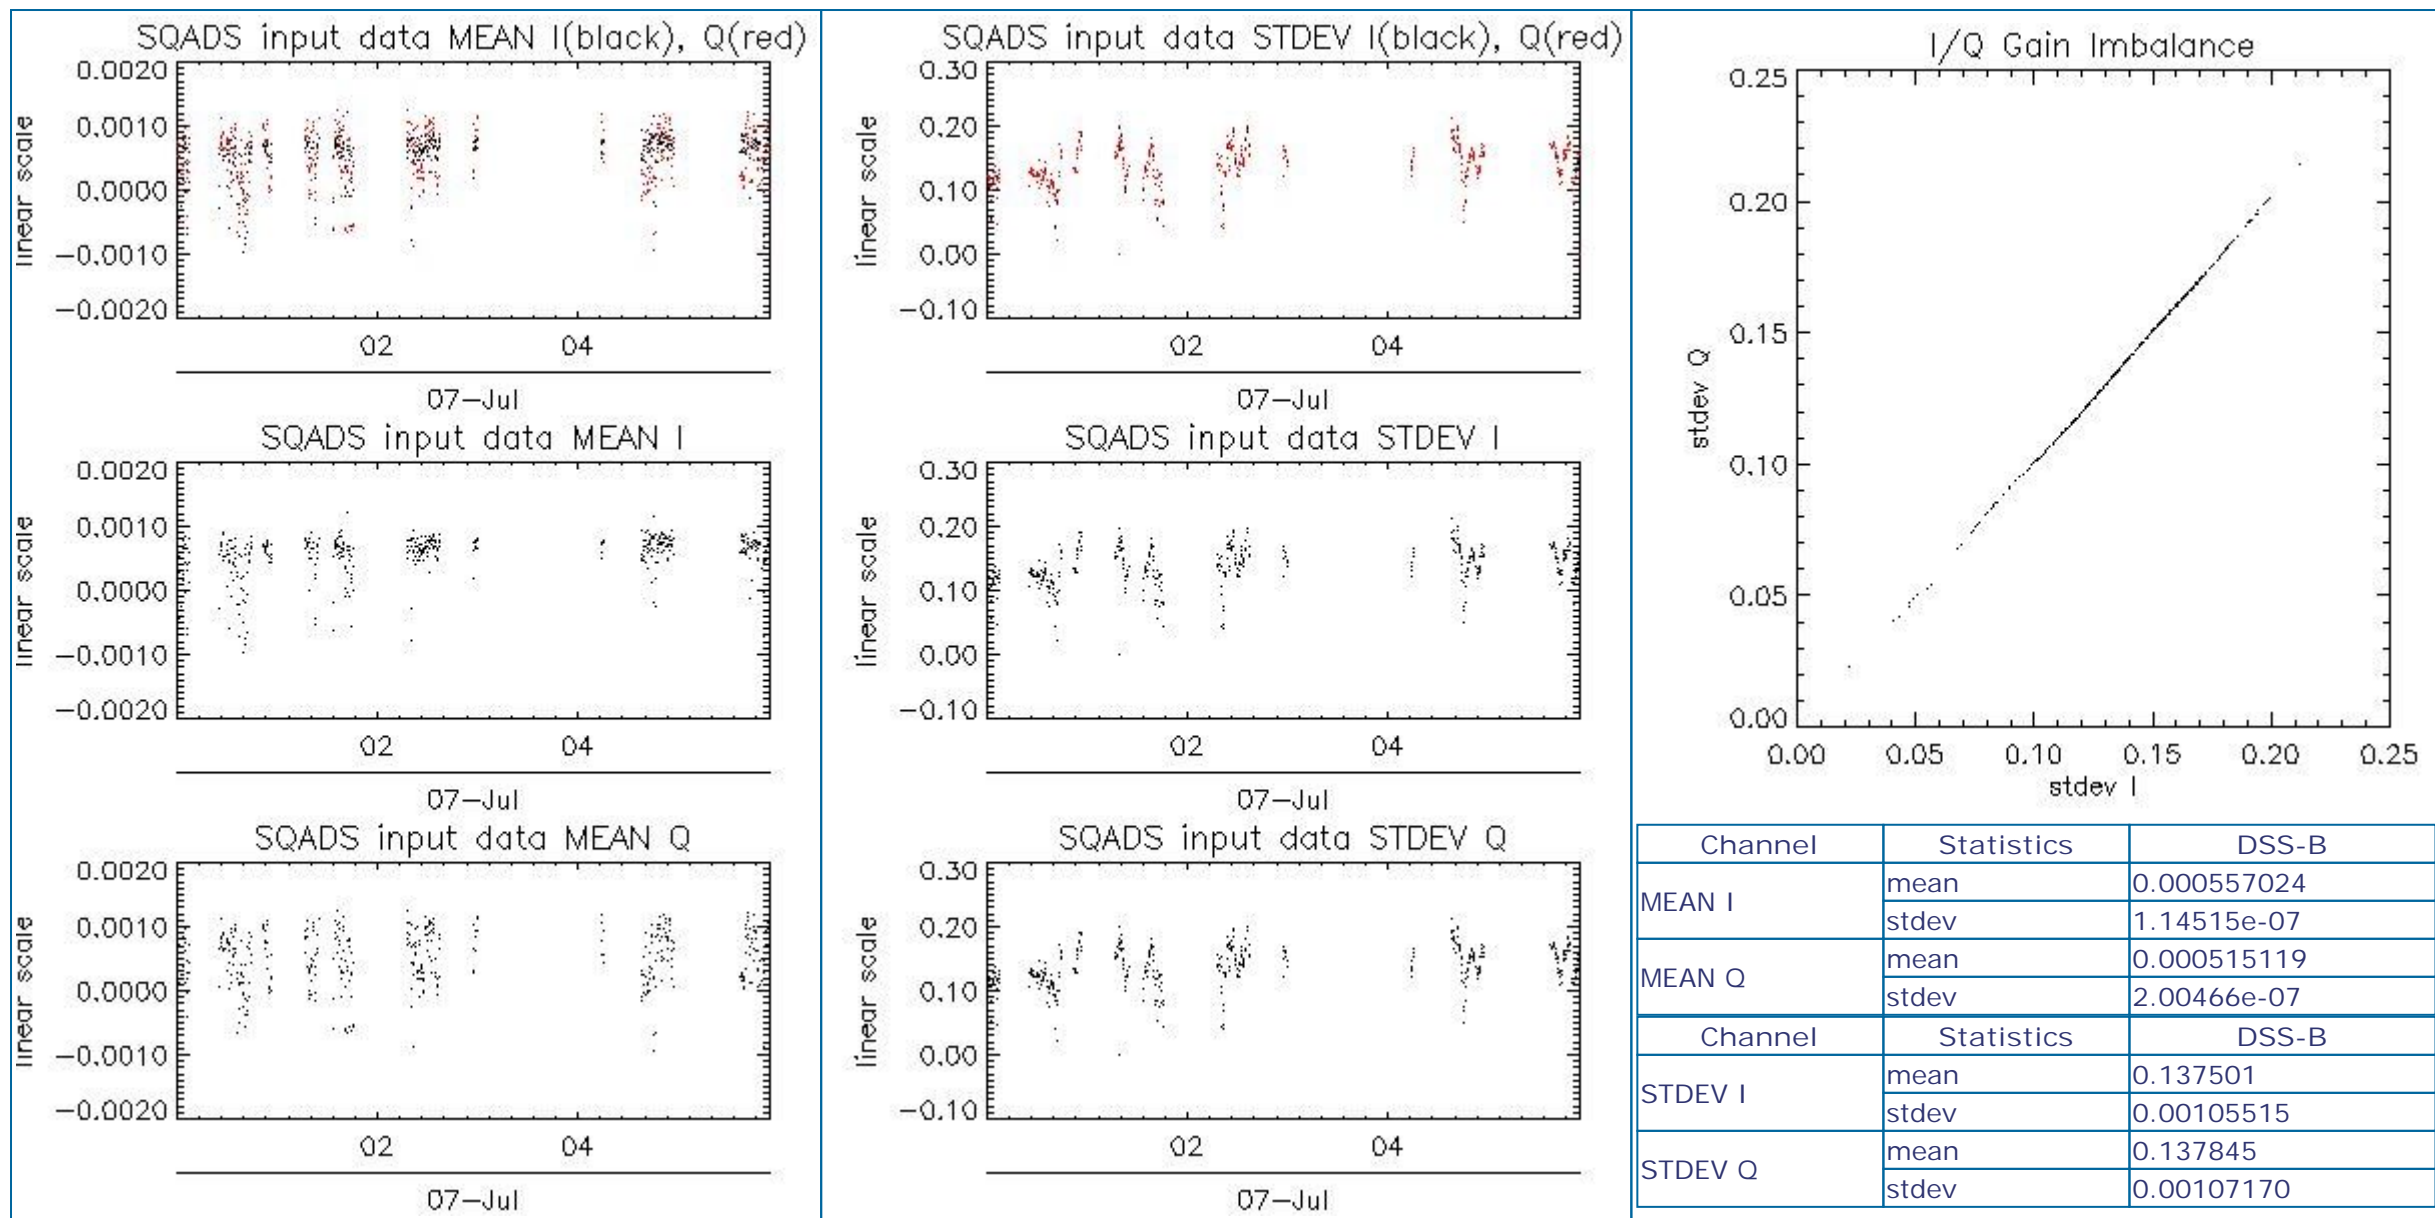 SQADS input data MEAN I(black), Q(red)
0.0020
0.0010
0.0000
−0.0010
−0.0020
linear scale
02 04
07−Jul
SQADS input data MEAN I
0.0020
0.0010
0.0000
−0.0010
−0.0020
linear scale
02 04
07−Jul
SQADS input data MEAN Q
0.0020
0.0010
0.0000
−0.0010
−0.0020
linear scale
02 04
07−Jul
SQADS input data STDEV I(black), Q(red)
0.30
0.20
0.10
0.00
−0.10
linear scale
02 04
07−Jul
SQADS input data STDEV I
0.30
0.20
0.10
0.00
−0.10
linear scale
02 04
07−Jul
SQADS input data STDEV Q
0.30
0.20
0.10
0.00
−0.10
linear scale
02 04
07−Jul
I/Q Gain Imbalance
0.25
0.20
0.15
0.10
0.05
0.00
stdev Q
0.00 0.05 0.10 0.15 0.20 0.25
stdev I
Channel Statistics DSS-B
MEAN I mean 0.000557024
stdev 1.14515e-07
MEAN Q mean 0.000515119
stdev 2.00466e-07
Channel Statistics DSS-B
STDEV I mean 0.137501
stdev 0.00105515
STDEV Q mean 0.137845
stdev 0.00107170